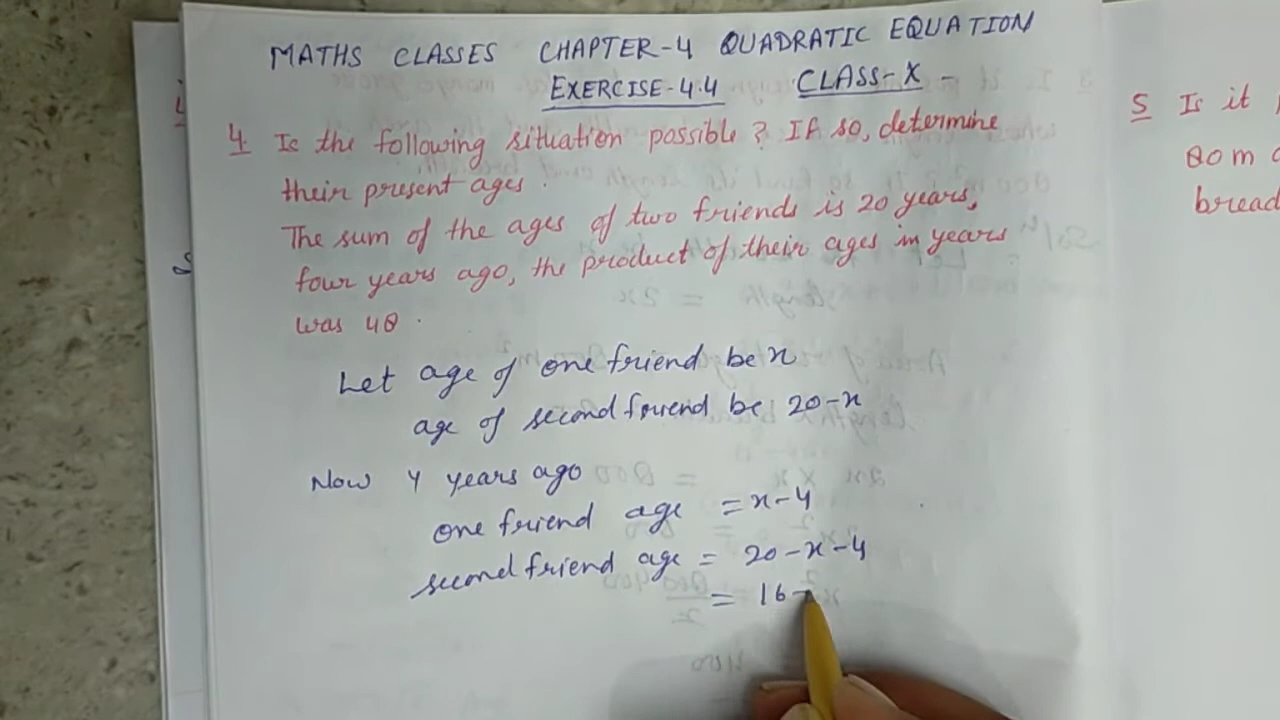 MATHS CLASSES CHAPTER-4 QUADRATIC EQUATION
EXERCISE-4.4 CLASS-X -
4 Is the following situation possible? If so, determine
their present ages.
The sum of the ages of two friends is 20 years,
four years ago, the product of their ages in years
was 48.
Let age of one friend be x
age of second friend be 20-x
Now 4 years ago
one friend age = x-4
second friend age = 20-x-4
= 16-
5 Is it
80m
bread